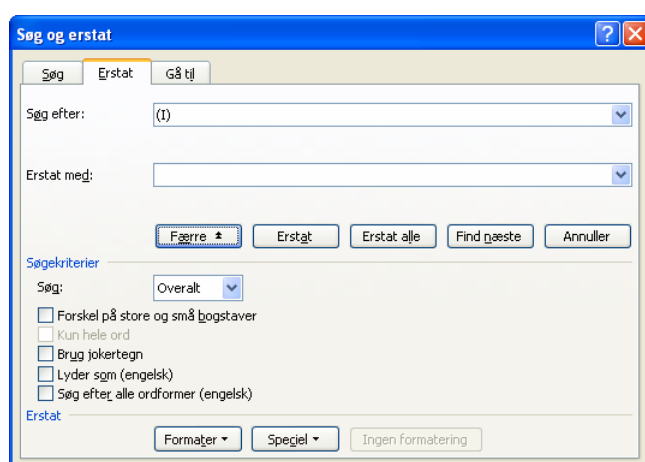 Søg og erstat
Søg Erstat Gå til
Søg efter: (I)
Erstat med:
Færre Erstat Erstat alle Find næste Annuller
Søgekriterier
Søg: Overalt
Forskel på store og små bogstaver
Kun hele ord
Brug jokertegn
Lyder som (engelsk)
Søg efter alle ordformer (engelsk)
Erstat
Formater Speciel Ingen formatering